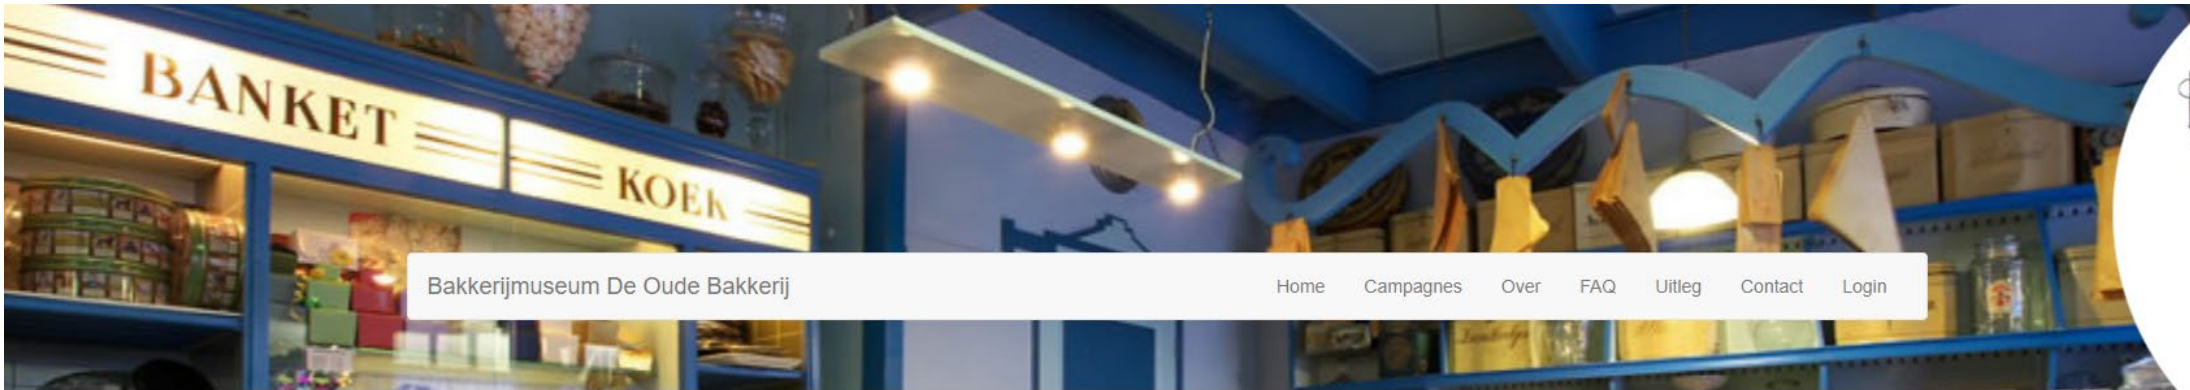 BANKET
KOEK
Bakkerijmuseum De Oude Bakkerij
Home Campagnes Over FAQ Uitleg Contact Login